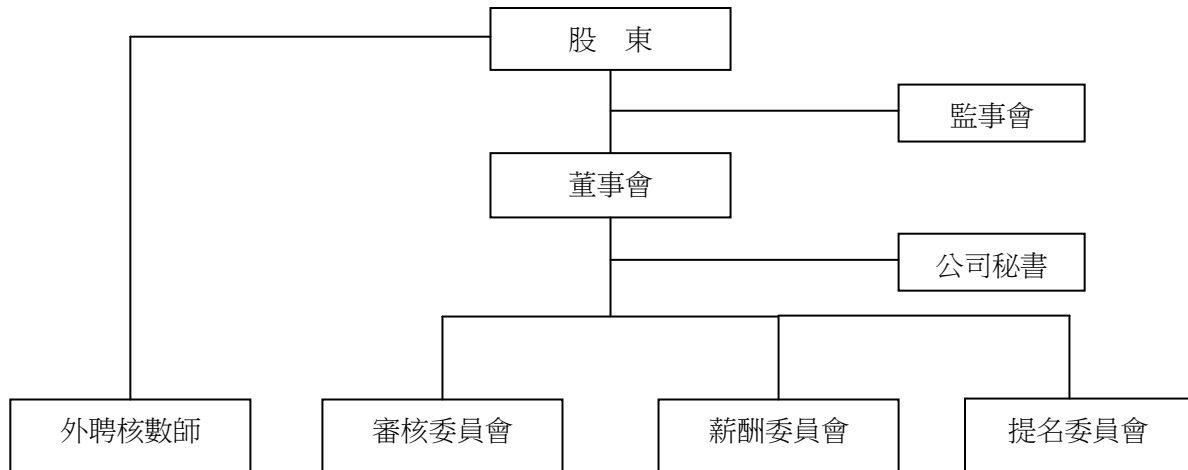 股　東
監事會
董事會
公司秘書
外聘核數師
審核委員會
薪酬委員會
提名委員會